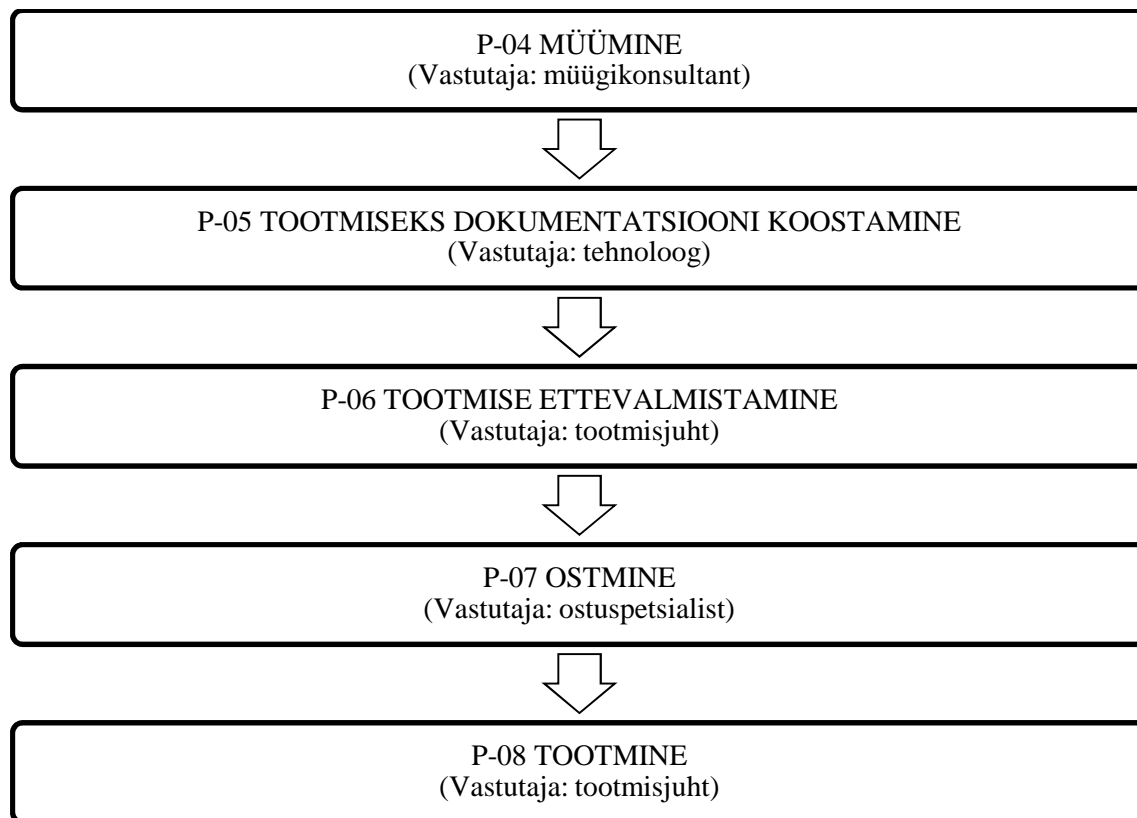 P-04 MÜÜMINE
(Vastutaja: müügikonsultant)
P-05 TOOTMISEKS DOKUMENTATSIOONI KOOSTAMINE
(Vastutaja: tehnoloog)
P-06 TOOTMISE ETTEVALMISTAMINE
(Vastutaja: tootmisjuht)
P-07 OSTMINE
(Vastutaja: ostuspetsialist)
P-08 TOOTMINE
(Vastutaja: tootmisjuht)